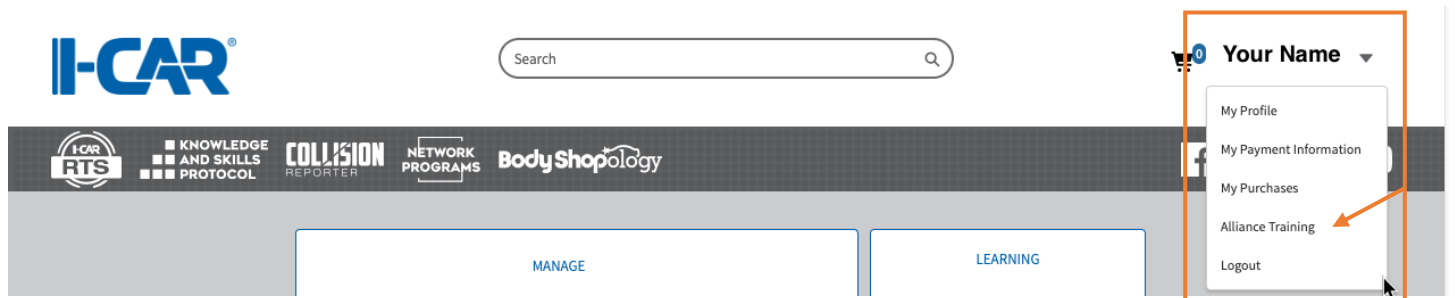 I-CAR®
Search
0
Your Name
My Profile
My Payment Information
My Purchases
Alliance Training
Logout
I-CAR
RTS
KNOWLEDGE
AND SKILLS
PROTOCOL
COLLISION
REPORTER
NETWORK
PROGRAMS
BodyShopology
MANAGE
LEARNING